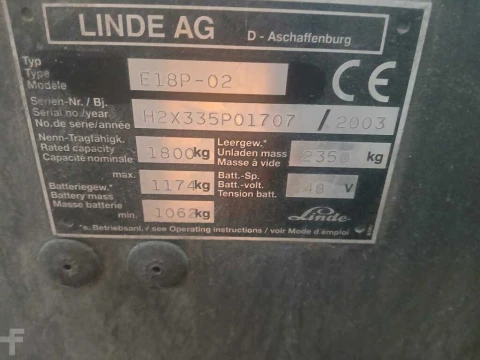 LINDE AG D - Aschaffenburg
Typ
Type
Modèle
E18P-02
CE
Serien-Nr. / Bj.
Serial no./year
No. de serie/année
H2X335P01707 / 2003
Nenn-Tragfähigk.
Rated capacity
Capacité nominale
1800 kg
Leergew.*
Unladen mass
Masse à vide
2350 kg
Batteriegew.*
Battery mass
Masse batterie
max. 1174 kg
min. 1062 kg
Batt.-Sp.
Batt.-volt.
Tension batt.
48 V
Linde
*s. Betriebsanl. / see Operating instructions / voir Mode d'emploi